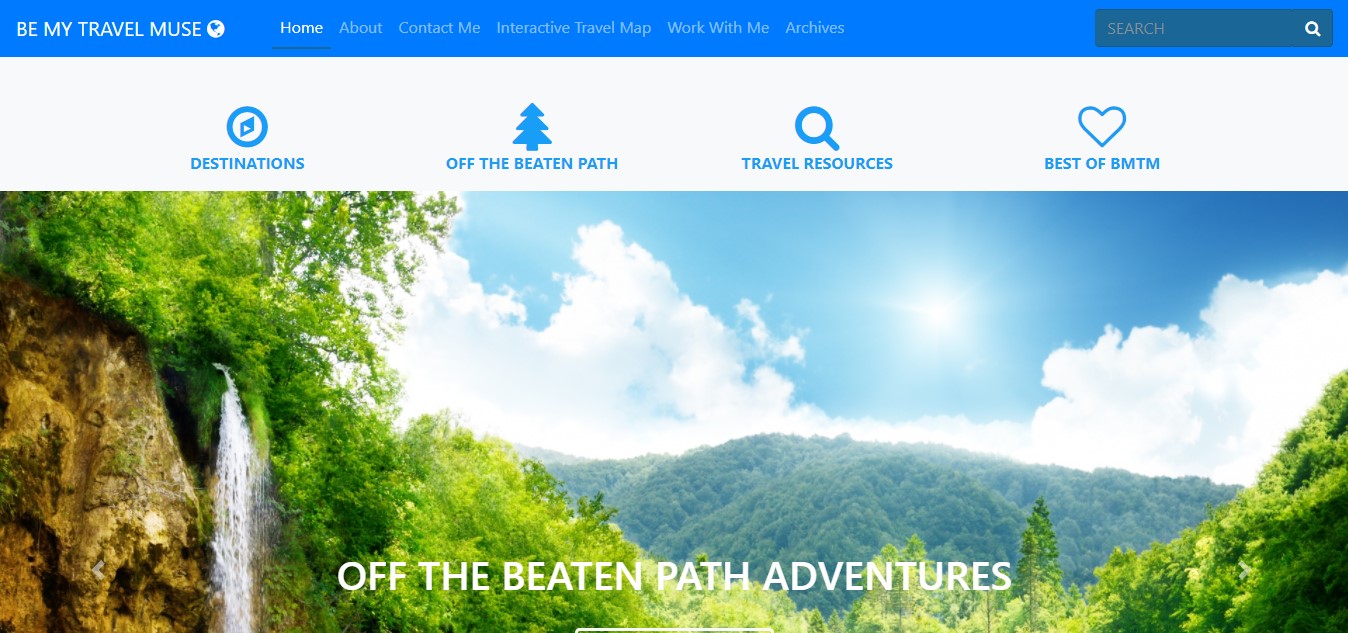 BE MY TRAVEL MUSE
Home About Contact Me Interactive Travel Map Work With Me Archives
SEARCH
DESTINATIONS
OFF THE BEATEN PATH
TRAVEL RESOURCES
BEST OF BMTM
OFF THE BEATEN PATH ADVENTURES